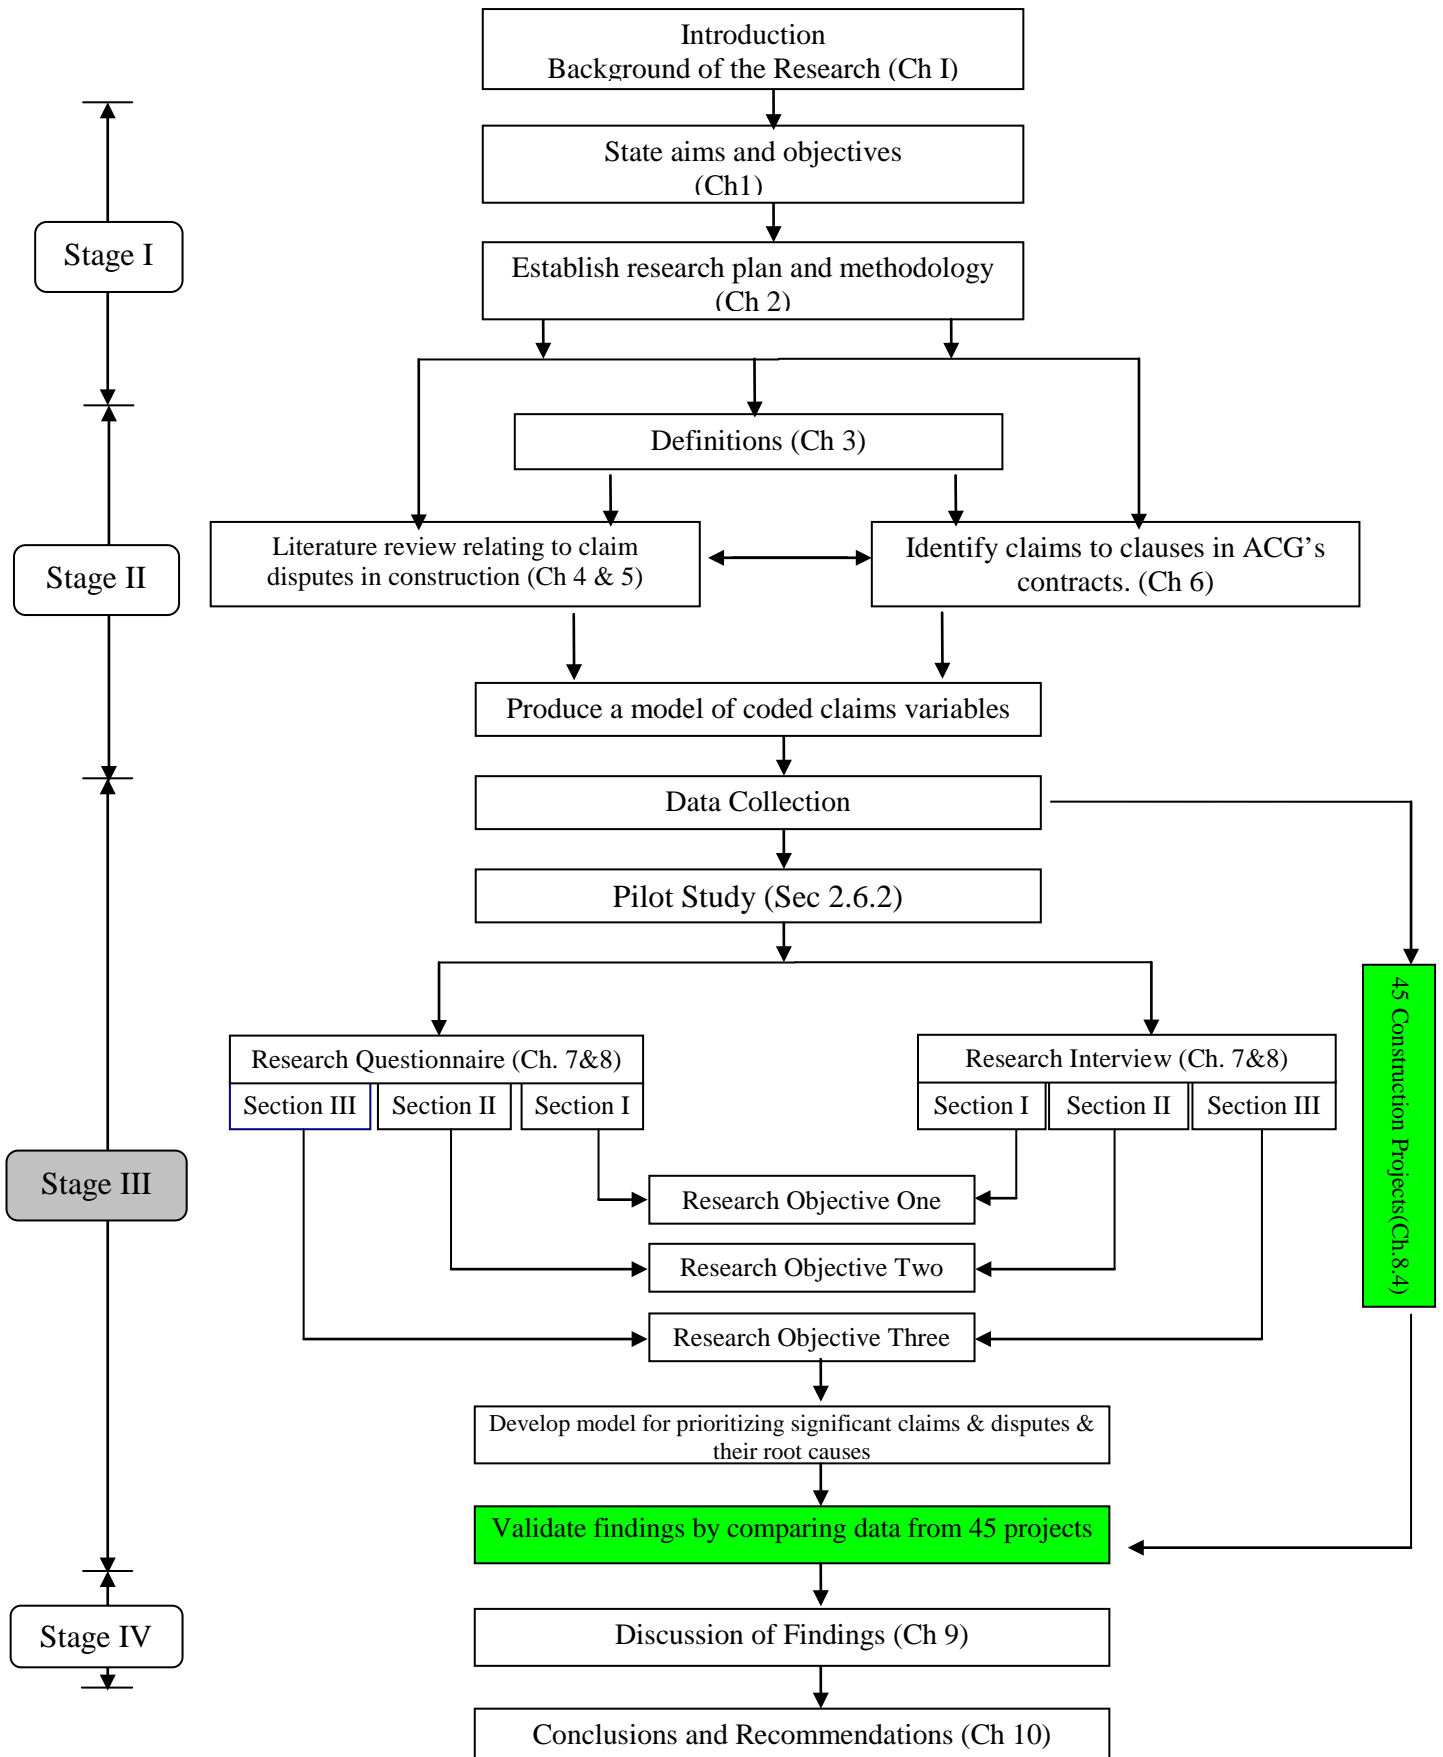 Introduction
Background of the Research (Ch I)
State aims and objectives
(Ch1)
Stage I
Establish research plan and methodology
(Ch 2)
Definitions (Ch 3)
Stage II
Literature review relating to claim
disputes in construction (Ch 4 & 5)
Identify claims to clauses in ACG’s
contracts. (Ch 6)
Produce a model of coded claims variables
Data Collection
Pilot Study (Sec 2.6.2)
45 Construction Projects(Ch.8.4)
Research Questionnaire (Ch. 7&8)
Section III
Section II
Section I
Research Interview (Ch. 7&8)
Section I
Section II
Section III
Stage III
Research Objective One
Research Objective Two
Research Objective Three
Develop model for prioritizing significant claims & disputes &
their root causes
Validate findings by comparing data from 45 projects
Stage IV
Discussion of Findings (Ch 9)
Conclusions and Recommendations (Ch 10)